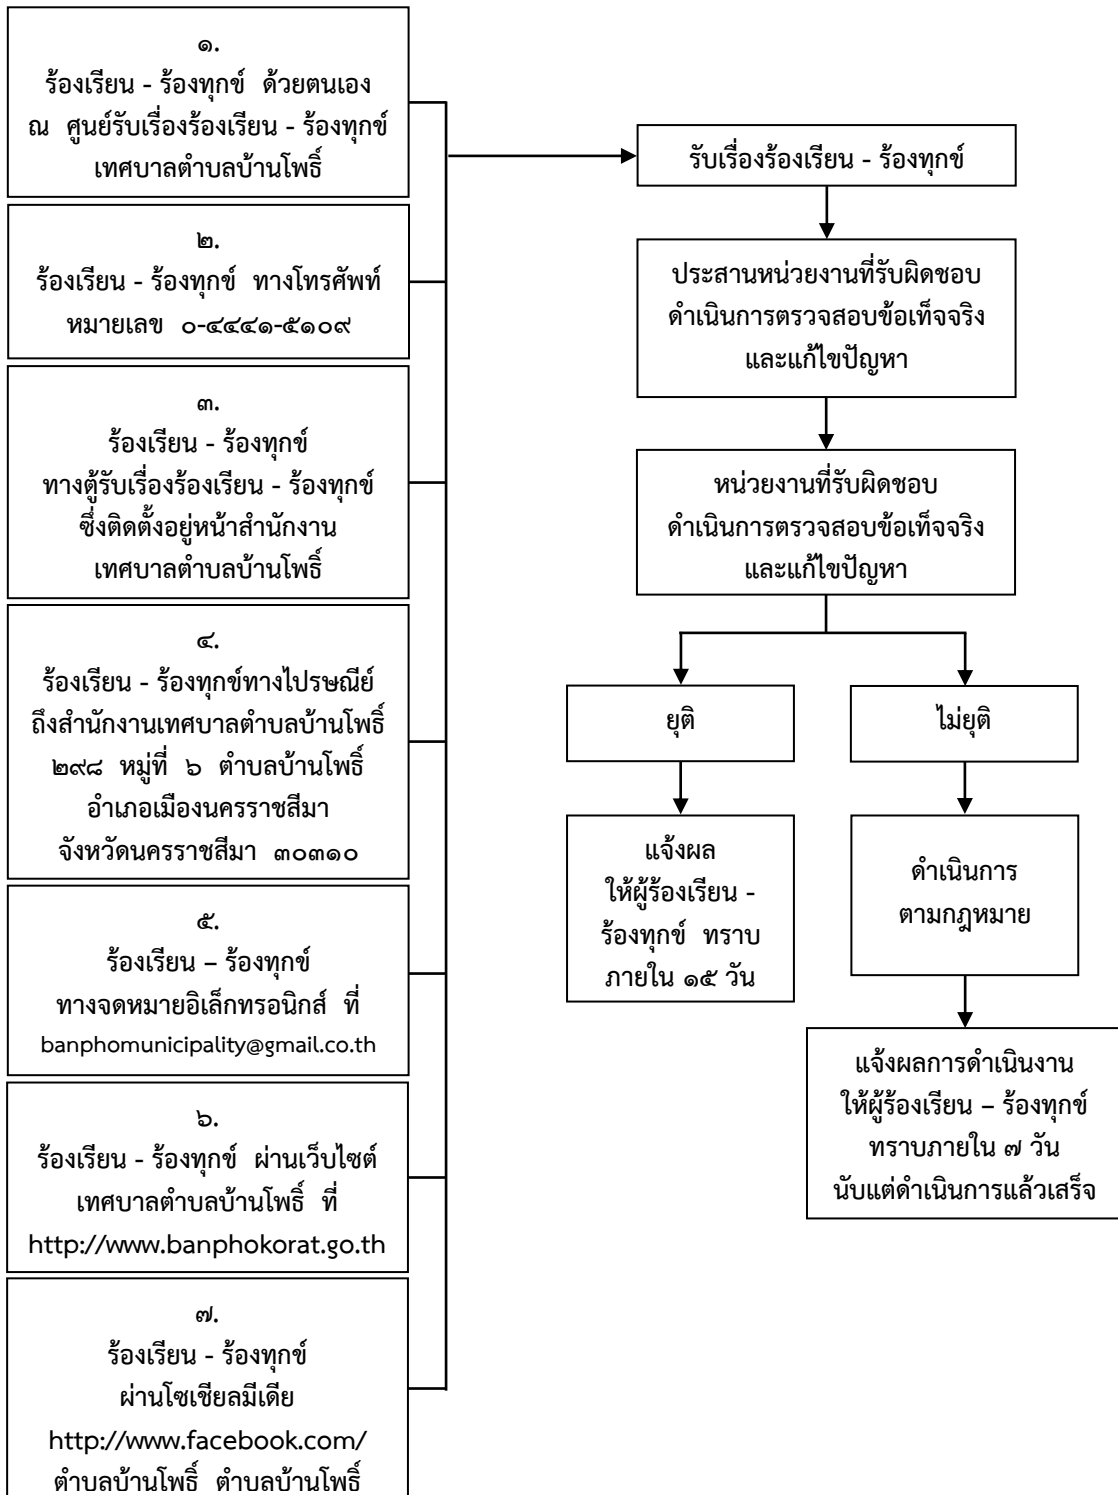 ๑.
ร้องเรียน - ร้องทุกข์ ด้วยตนเอง
ณ ศูนย์รับเรื่องร้องเรียน - ร้องทุกข์
เทศบาลตำบลบ้านโพธิ์
๒.
ร้องเรียน - ร้องทุกข์ ทางโทรศัพท์
หมายเลข ๐-๔๔๔๑-๕๑๐๙
๓.
ร้องเรียน - ร้องทุกข์
ทางตู้รับเรื่องร้องเรียน - ร้องทุกข์
ซึ่งติดตั้งอยู่หน้าสำนักงาน
เทศบาลตำบลบ้านโพธิ์
๔.
ร้องเรียน - ร้องทุกข์ทางไปรษณีย์
ถึงสำนักงานเทศบาลตำบลบ้านโพธิ์
๒๙๘ หมู่ที่ ๖ ตำบลบ้านโพธิ์
อำเภอเมืองนครราชสีมา
จังหวัดนครราชสีมา ๓๐๓๑๐
๕.
ร้องเรียน – ร้องทุกข์
ทางจดหมายอิเล็กทรอนิกส์ ที่
banphomunicipality@gmail.co.th
๖.
ร้องเรียน - ร้องทุกข์ ผ่านเว็บไซต์
เทศบาลตำบลบ้านโพธิ์ ที่
http://www.banphokorat.go.th
๗.
ร้องเรียน - ร้องทุกข์
ผ่านโซเชียลมีเดีย
http://www.facebook.com/
ตำบลบ้านโพธิ์ ตำบลบ้านโพธิ์
รับเรื่องร้องเรียน - ร้องทุกข์
ประสานหน่วยงานที่รับผิดชอบ
ดำเนินการตรวจสอบข้อเท็จจริง
และแก้ไขปัญหา
หน่วยงานที่รับผิดชอบ
ดำเนินการตรวจสอบข้อเท็จจริง
และแก้ไขปัญหา
ยุติ
แจ้งผล
ให้ผู้ร้องเรียน -
ร้องทุกข์ ทราบ
ภายใน ๑๕ วัน
ไม่ยุติ
ดำเนินการ
ตามกฎหมาย
แจ้งผลการดำเนินงาน
ให้ผู้ร้องเรียน – ร้องทุกข์
ทราบภายใน ๗ วัน
นับแต่ดำเนินการแล้วเสร็จ